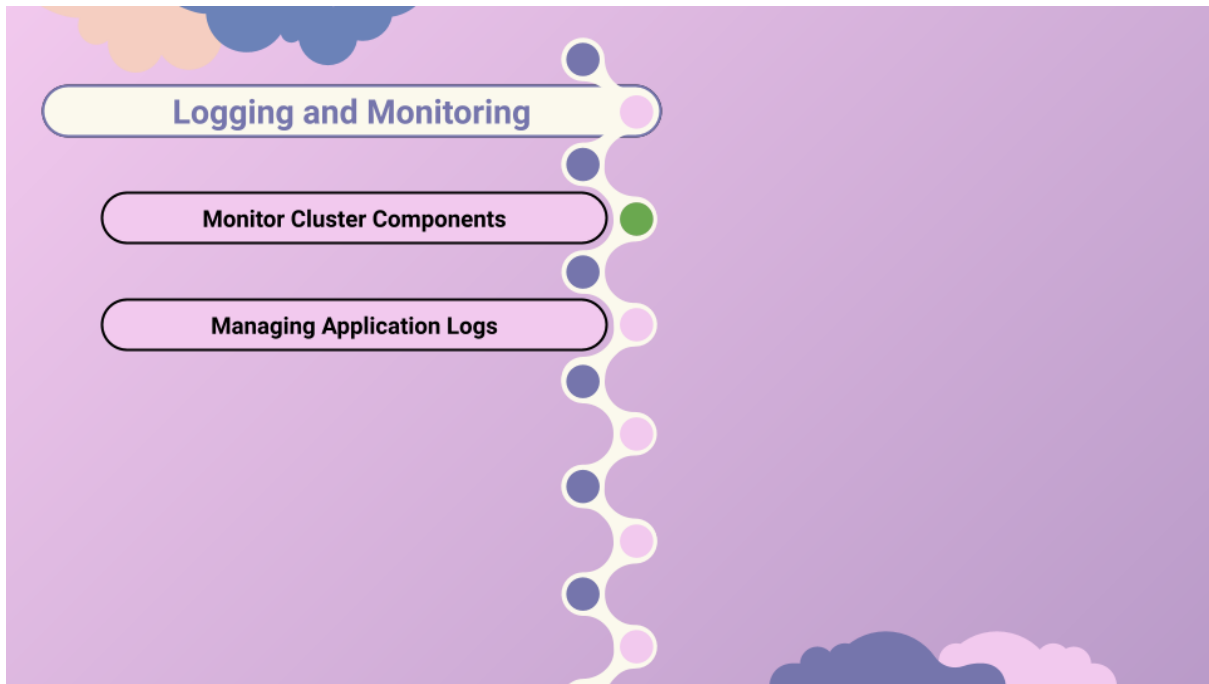 Logging and Monitoring
Monitor Cluster Components
Managing Application Logs